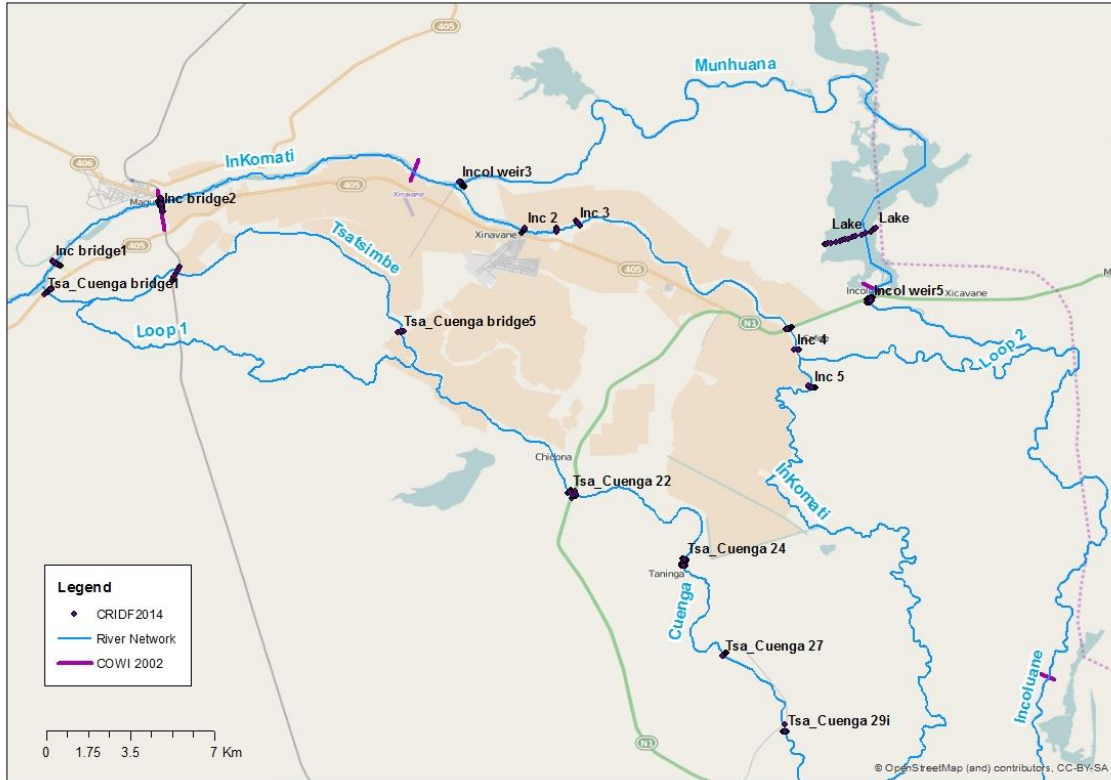 405
405
Munhuana
406
InKomati
405
Incol weir3
Magu
Inc bridge2
Xinavane
Inc 2
Inc 3
Lake
Lake
Tsatsimbe
405
Inc bridge1
405
Tsa_Cuenga bridge1
Incol weir5
Xicavane
M
N1
Loop 1
Tsa_Cuenga bridge5
Inc 4
Loop 2
Inc 5
Chidona
Tsa_Cuenga 22
InKomati
Tsa_Cuenga 24
Taninga
Legend
CRIDF2014
River Network
COWI 2002
Cuenga
Tsa_Cuenga 27
Incoluane
Tsa_Cuenga 29i
0 1.75 3.5 7 Km
N1
© OpenStreetMap (and) contributors, CC-BY-SA